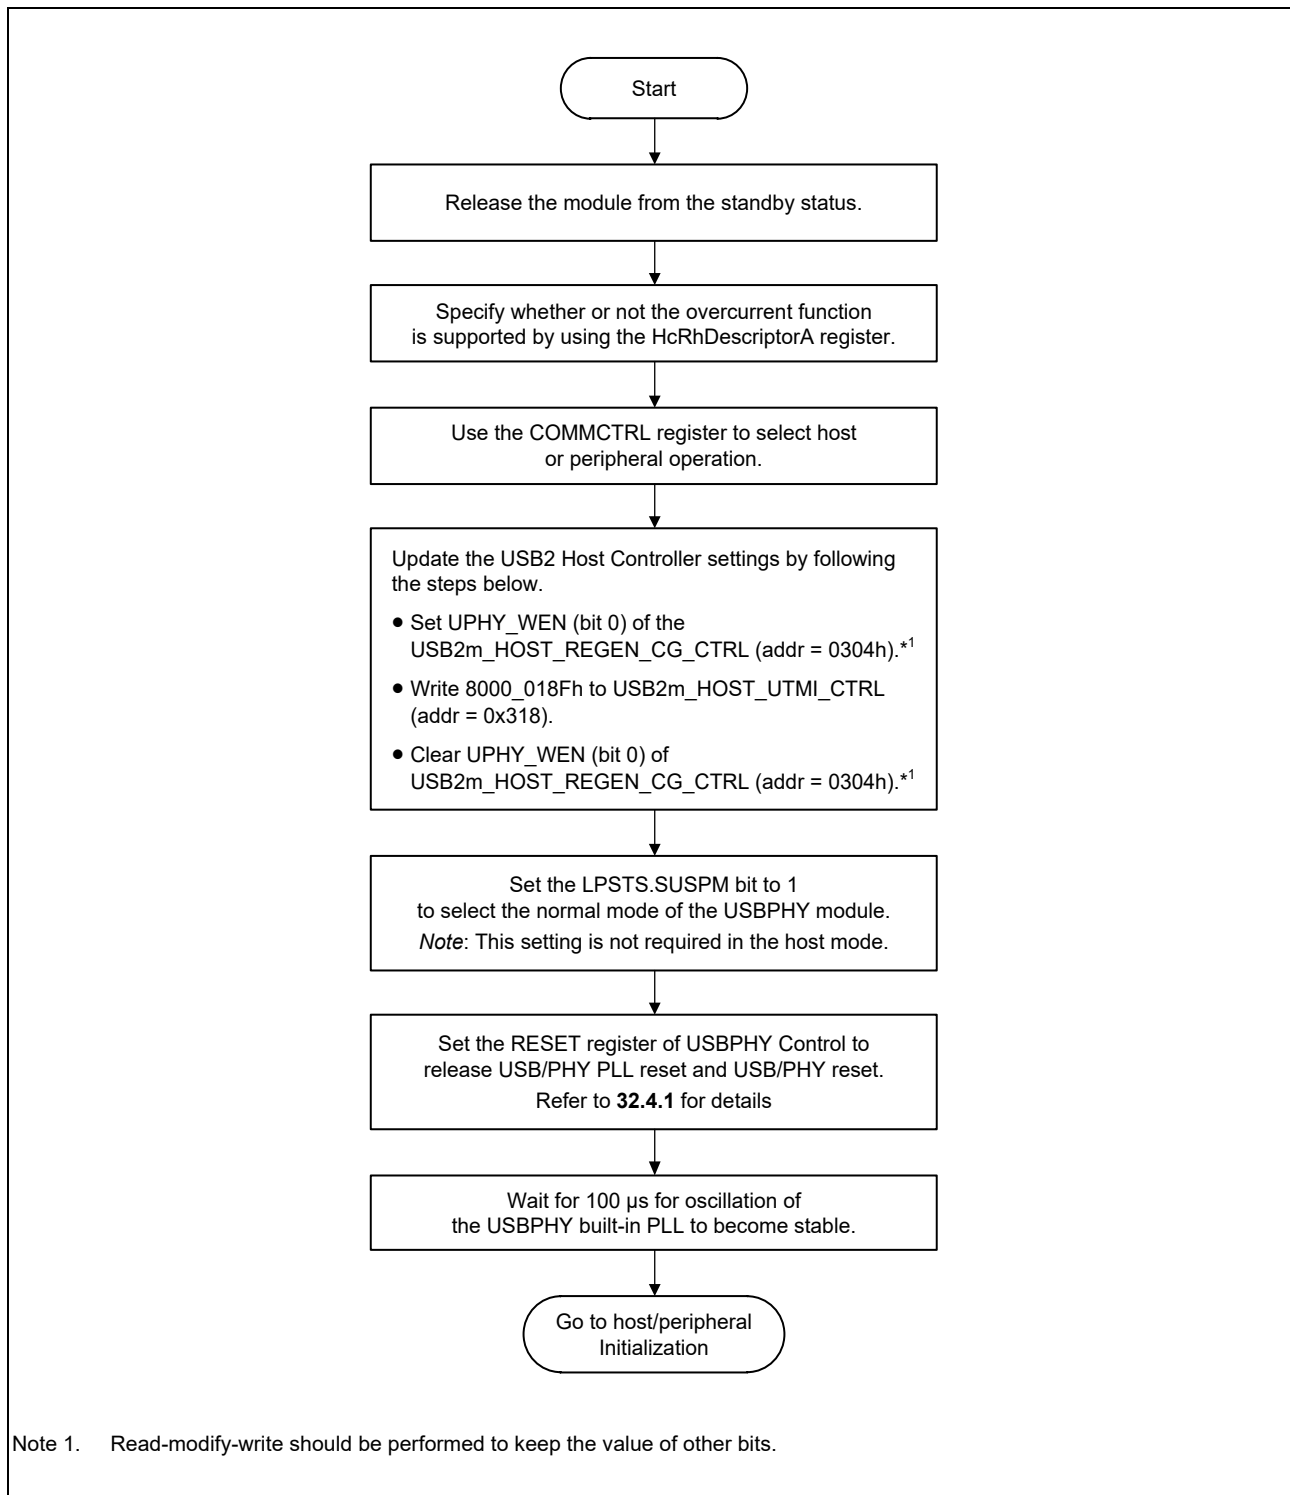 Start
Release the module from the standby status.
Specify whether or not the overcurrent function
is supported by using the HcRhDescriptorA register.
Use the COMMCTRL register to select host
or peripheral operation.
Update the USB2 Host Controller settings by following
the steps below.
● Set UPHY_WEN (bit 0) of the
USB2m_HOST_REGEN_CG_CTRL (addr = 0304h).*1
● Write 8000_018Fh to USB2m_HOST_UTMI_CTRL
(addr = 0x318).
● Clear UPHY_WEN (bit 0) of
USB2m_HOST_REGEN_CG_CTRL (addr = 0304h).*1
Set the LPSTS.SUSPM bit to 1
to select the normal mode of the USBPHY module.
Note: This setting is not required in the host mode.
Set the RESET register of USBPHY Control to
release USB/PHY PLL reset and USB/PHY reset.
Refer to 32.4.1 for details
Wait for 100 µs for oscillation of
the USBPHY built-in PLL to become stable.
Go to host/peripheral
Initialization
Note 1. Read-modify-write should be performed to keep the value of other bits.